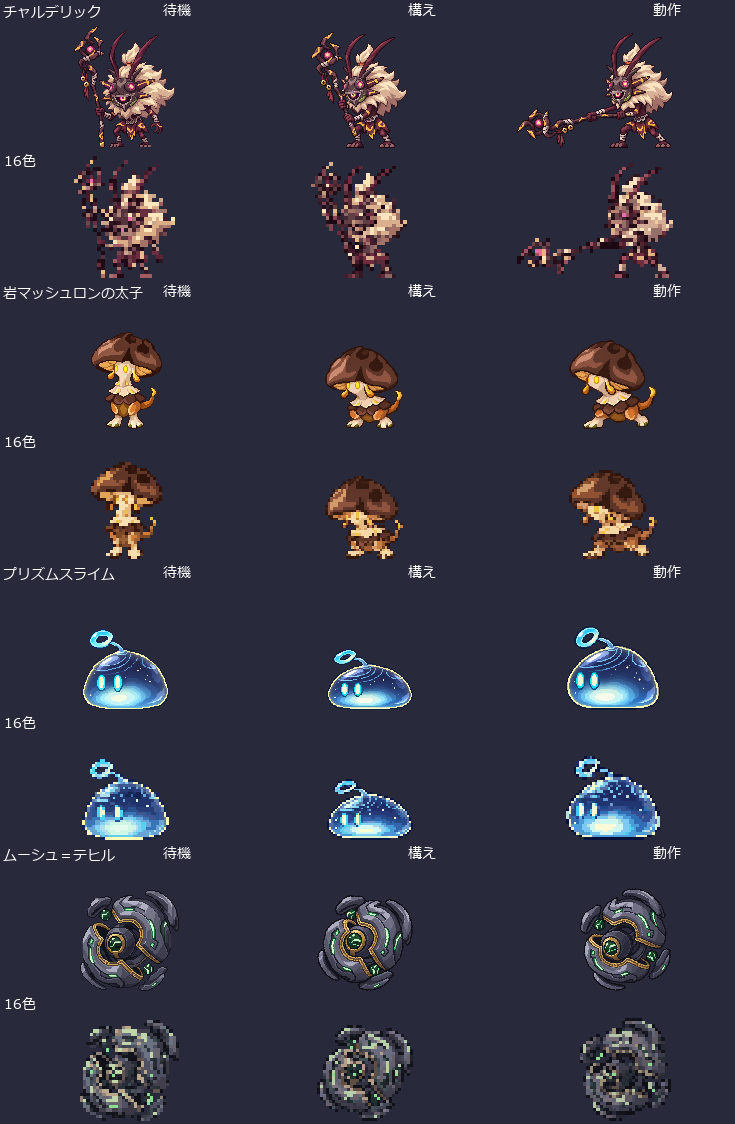 チャルデリック 待機 構え 動作
16色
岩マッシュロンの太子 待機 構え 動作
16色
プリズムスライム 待機 構え 動作
16色
ムーシュ＝テヒル 待機 構え 動作
16色